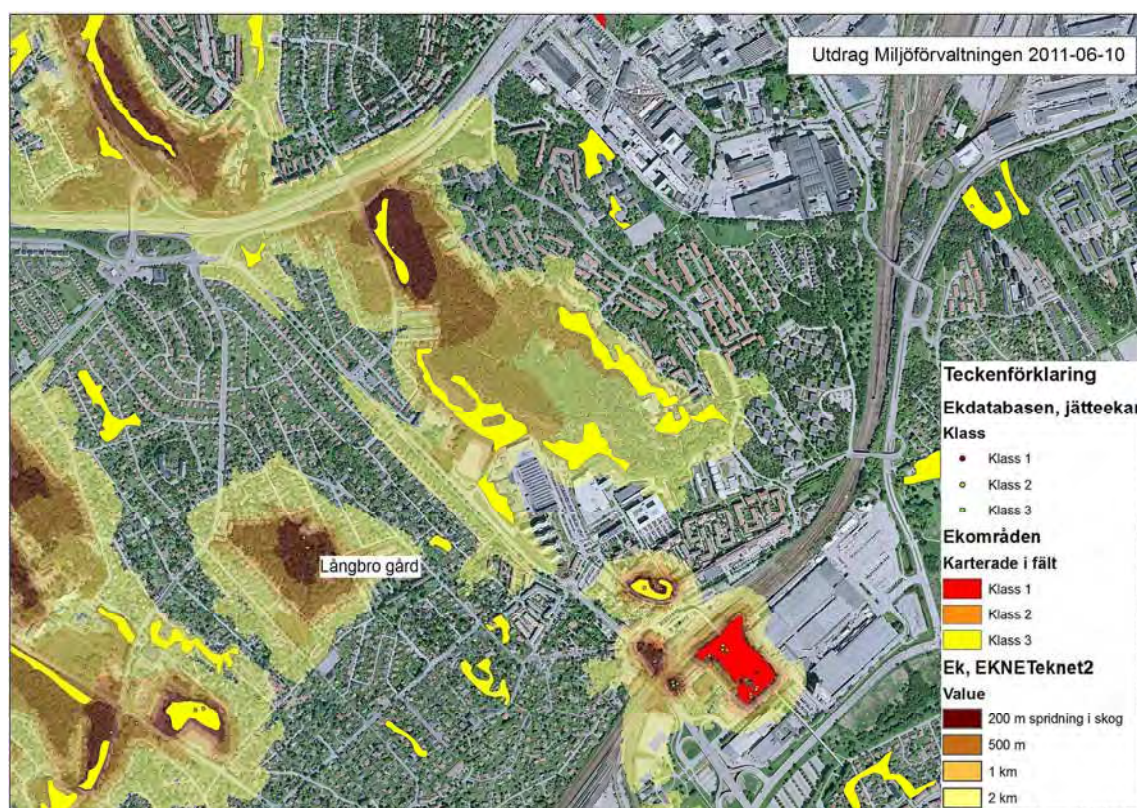 Utdrag Miljöförvaltningen 2011-06-10
Långbro gård
Teckenförklaring
Ekdatabasen, jätteekar
Klass
Klass 1
Klass 2
Klass 3
Ekområden
Karterade i fält
Klass 1
Klass 2
Klass 3
Ek, EKNETeknet2
Value
200 m spridning i skog
500 m
1 km
2 km